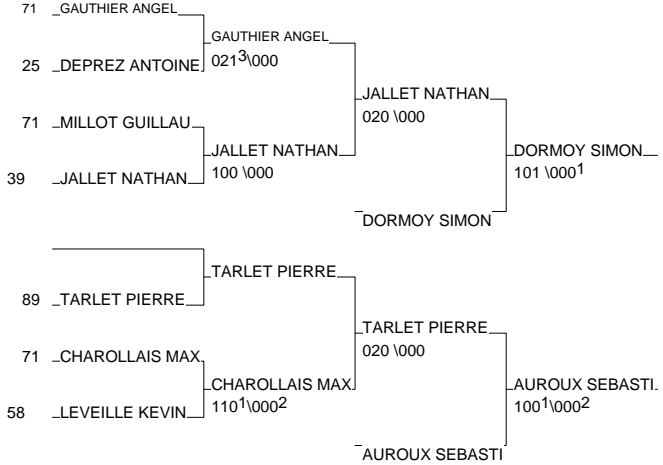 71 GAUTHIER ANGEL
GAUTHIER ANGEL
021³\000
25 DEPREZ ANTOINE
JALLET NATHAN
020 \000
71 MILLOT GUILLAU
JALLET NATHAN
100 \000
DORMOY SIMON
101 \000¹
39 JALLET NATHAN
DORMOY SIMON
TARLET PIERRE
89 TARLET PIERRE
TARLET PIERRE
020 \000
71 CHAROLLAIS MAX
CHAROLLAIS MAX
110¹\000²
AUROUX SEBASTI
100¹\000²
58 LEVEILLE KEVIN
AUROUX SEBASTI